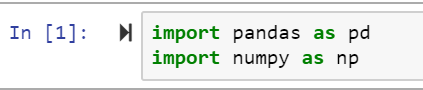 In [1]: import pandas as pd
import numpy as np